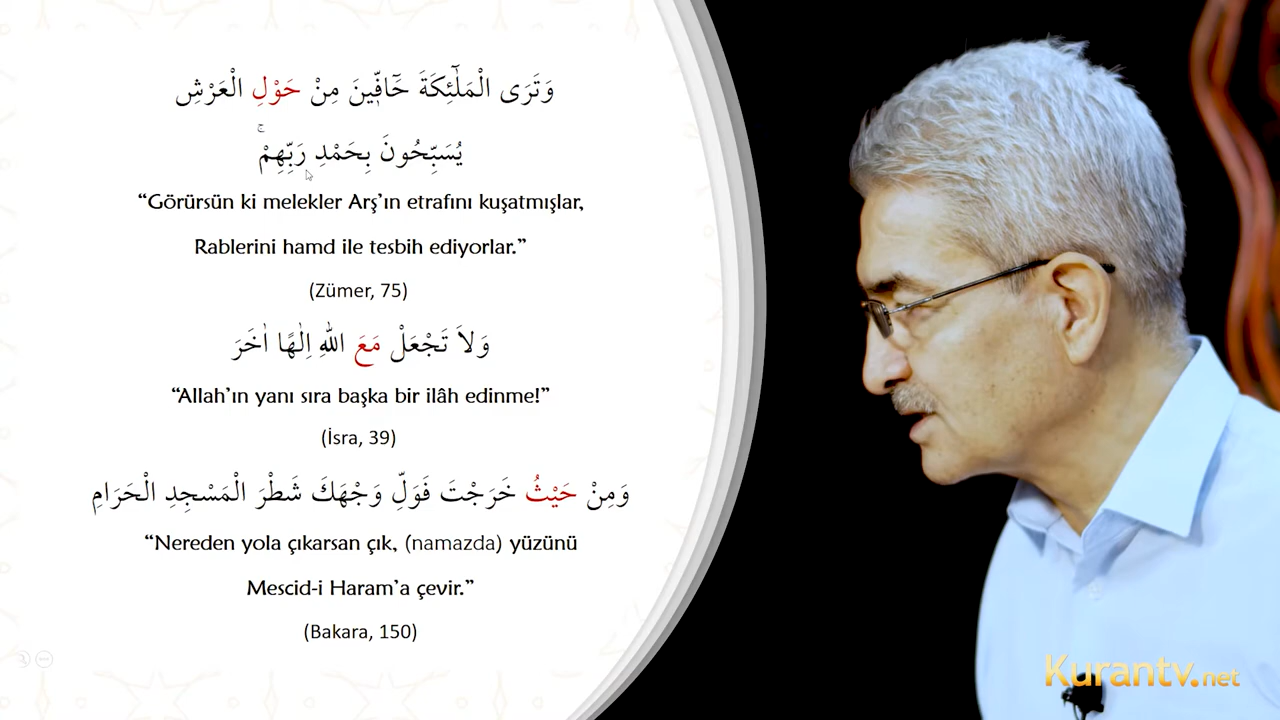 وَتَرَى الْمَلٰٓئِكَةَ حَٓافّ۪ينَ مِنْ حَوْلِ الْعَرْشِ
يُسَبِّحُونَ بِحَمْدِ رَبِّهِمْۚ
“Görürsün ki melekler Arş’ın etrafını kuşatmışlar,
Rablerini hamd ile tesbih ediyorlar.”
(Zümer, 75)
وَلاَ تَجْعَلْ مَعَ اللّٰهِ اِلٰهًا اٰخَرَ
“Allah’ın yanı sıra başka bir ilâh edinme!”
(İsra, 39)
وَمِنْ حَيْثُ خَرَجْتَ فَوَلِّ وَجْهَكَ شَطْرَ الْمَسْجِدِ الْحَرَامِ
“Nereden yola çıkarsan çık, (namazda) yüzünü
Mescid-i Haram’a çevir.”
(Bakara, 150)
Kurantv.net